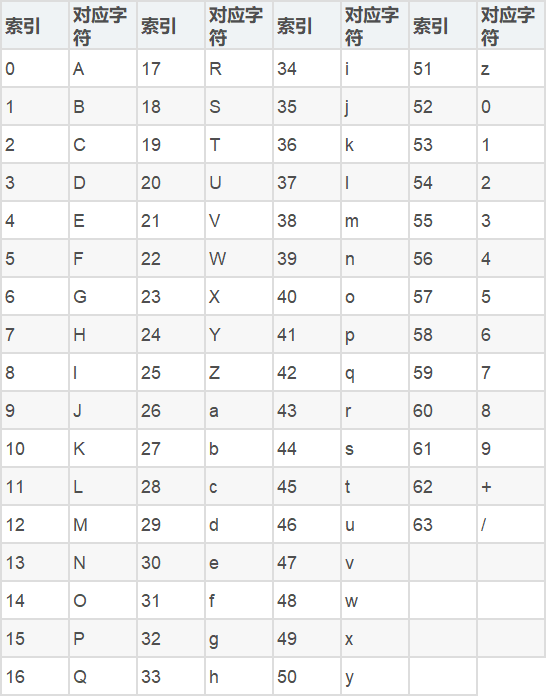 索引 对应字符 索引 对应字符 索引 对应字符 索引 对应字符
0 A 17 R 34 i 51 z
1 B 18 S 35 j 52 0
2 C 19 T 36 k 53 1
3 D 20 U 37 l 54 2
4 E 21 V 38 m 55 3
5 F 22 W 39 n 56 4
6 G 23 X 40 o 57 5
7 H 24 Y 41 p 58 6
8 I 25 Z 42 q 59 7
9 J 26 a 43 r 60 8
10 K 27 b 44 s 61 9
11 L 28 c 45 t 62 +
12 M 29 d 46 u 63 /
13 N 30 e 47 v
14 O 31 f 48 w
15 P 32 g 49 x
16 Q 33 h 50 y